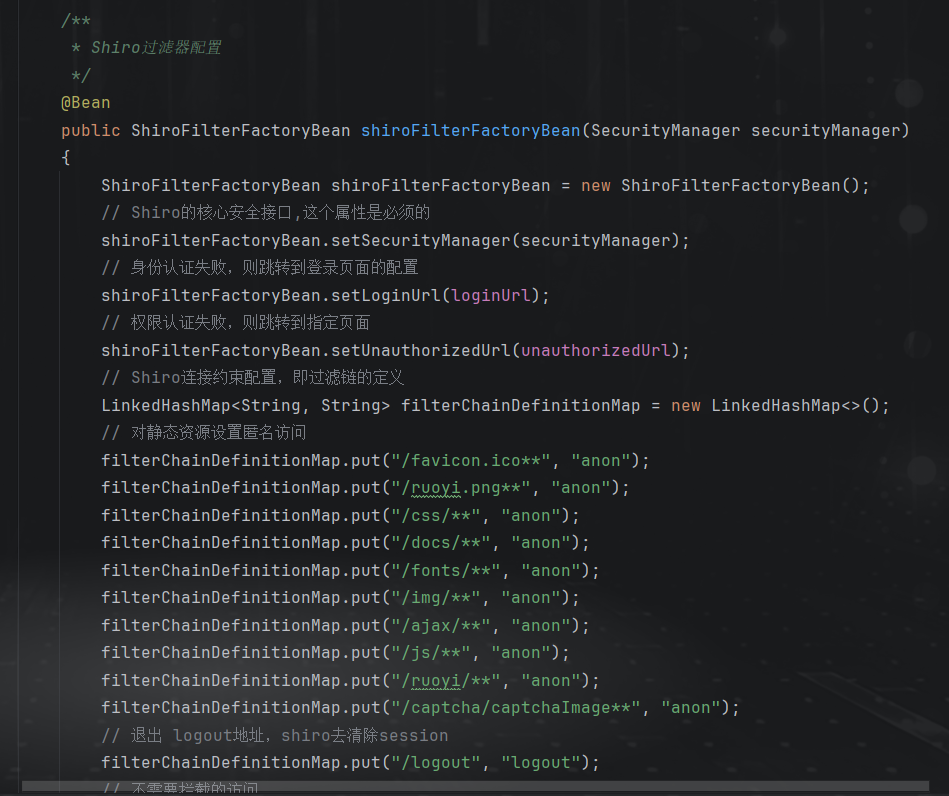 /**
 * Shiro过滤器配置
 */
@Bean
public ShiroFilterFactoryBean shiroFilterFactoryBean(SecurityManager securityManager)
{
ShiroFilterFactoryBean shiroFilterFactoryBean = new ShiroFilterFactoryBean();
// Shiro的核心安全接口,这个属性是必须的
shiroFilterFactoryBean.setSecurityManager(securityManager);
// 身份认证失败，则跳转到登录页面的配置
shiroFilterFactoryBean.setLoginUrl(loginUrl);
// 权限认证失败，则跳转到指定页面
shiroFilterFactoryBean.setUnauthorizedUrl(unauthorizedUrl);
// Shiro连接约束配置，即过滤链的定义
LinkedHashMap<String, String> filterChainDefinitionMap = new LinkedHashMap<>();
// 对静态资源设置匿名访问
filterChainDefinitionMap.put("/favicon.ico**", "anon");
filterChainDefinitionMap.put("/ruoyi.png**", "anon");
filterChainDefinitionMap.put("/css/**", "anon");
filterChainDefinitionMap.put("/docs/**", "anon");
filterChainDefinitionMap.put("/fonts/**", "anon");
filterChainDefinitionMap.put("/img/**", "anon");
filterChainDefinitionMap.put("/ajax/**", "anon");
filterChainDefinitionMap.put("/js/**", "anon");
filterChainDefinitionMap.put("/ruoyi/**", "anon");
filterChainDefinitionMap.put("/captcha/captchaImage**", "anon");
// 退出 logout地址，shiro去清除session
filterChainDefinitionMap.put("/logout", "logout");
// 不需要拦截的访问